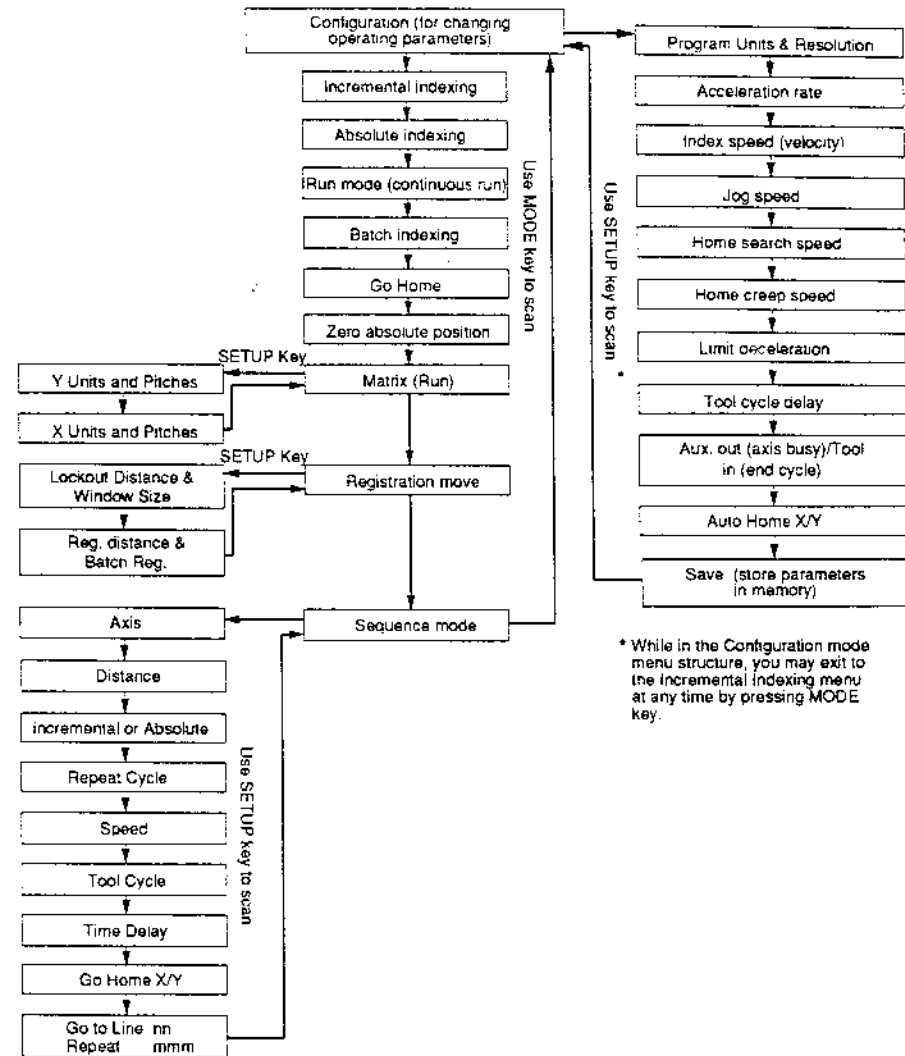 Configuration (for changing
operating parameters)
Incremental indexing
Absolute indexing
Run mode (continuous run)
Batch indexing
Go Home
Zero absolute position
SETUP Key
Matrix (Run)
Y Units and Pitches
X Units and Pitches
SETUP Key
Registration move
Lockout Distance &
Window Size
Reg. distance &
Batch Reg.
Sequence mode
Axis
Distance
incremental or Absolute
Repeat Cycle
Speed
Tool Cycle
Time Delay
Go Home X/Y
Go to Line nn
Repeat mmm
Use SETUP key to scan
Use MODE key to scan
Use SETUP key to scan
*
Program Units & Resolution
Acceleration rate
Index speed (velocity)
Jog speed
Home search speed
Home creep speed
Limit deceleration
Tool cycle delay
Aux. out (axis busy)/Tool
in (end cycle)
Auto Home X/Y
Save (store parameters
in memory)
* While in the Configuration mode
menu structure, you may exit to
the Incremental Indexing menu
at any time by pressing MODE
key.